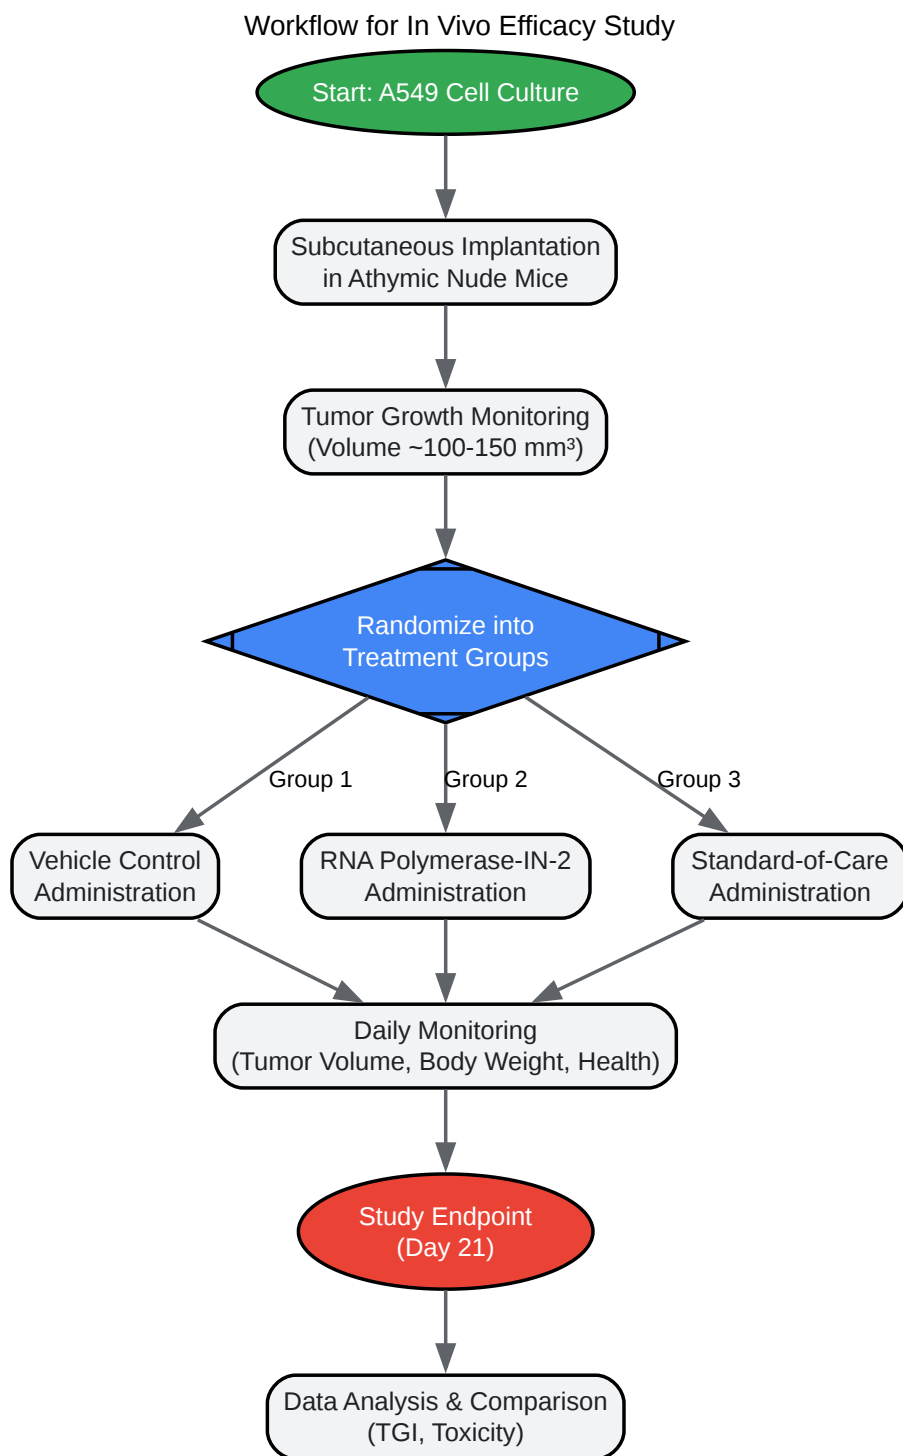 Workflow for In Vivo Efficacy Study
Start: A549 Cell Culture
Subcutaneous Implantation
in Athymic Nude Mice
Tumor Growth Monitoring
(Volume ~100-150 mm³)
Randomize into
Treatment Groups
Group 1
Group 2
Group 3
Vehicle Control
Administration
RNA Polymerase-IN-2
Administration
Standard-of-Care
Administration
Daily Monitoring
(Tumor Volume, Body Weight, Health)
Study Endpoint
(Day 21)
Data Analysis & Comparison
(TGI, Toxicity)